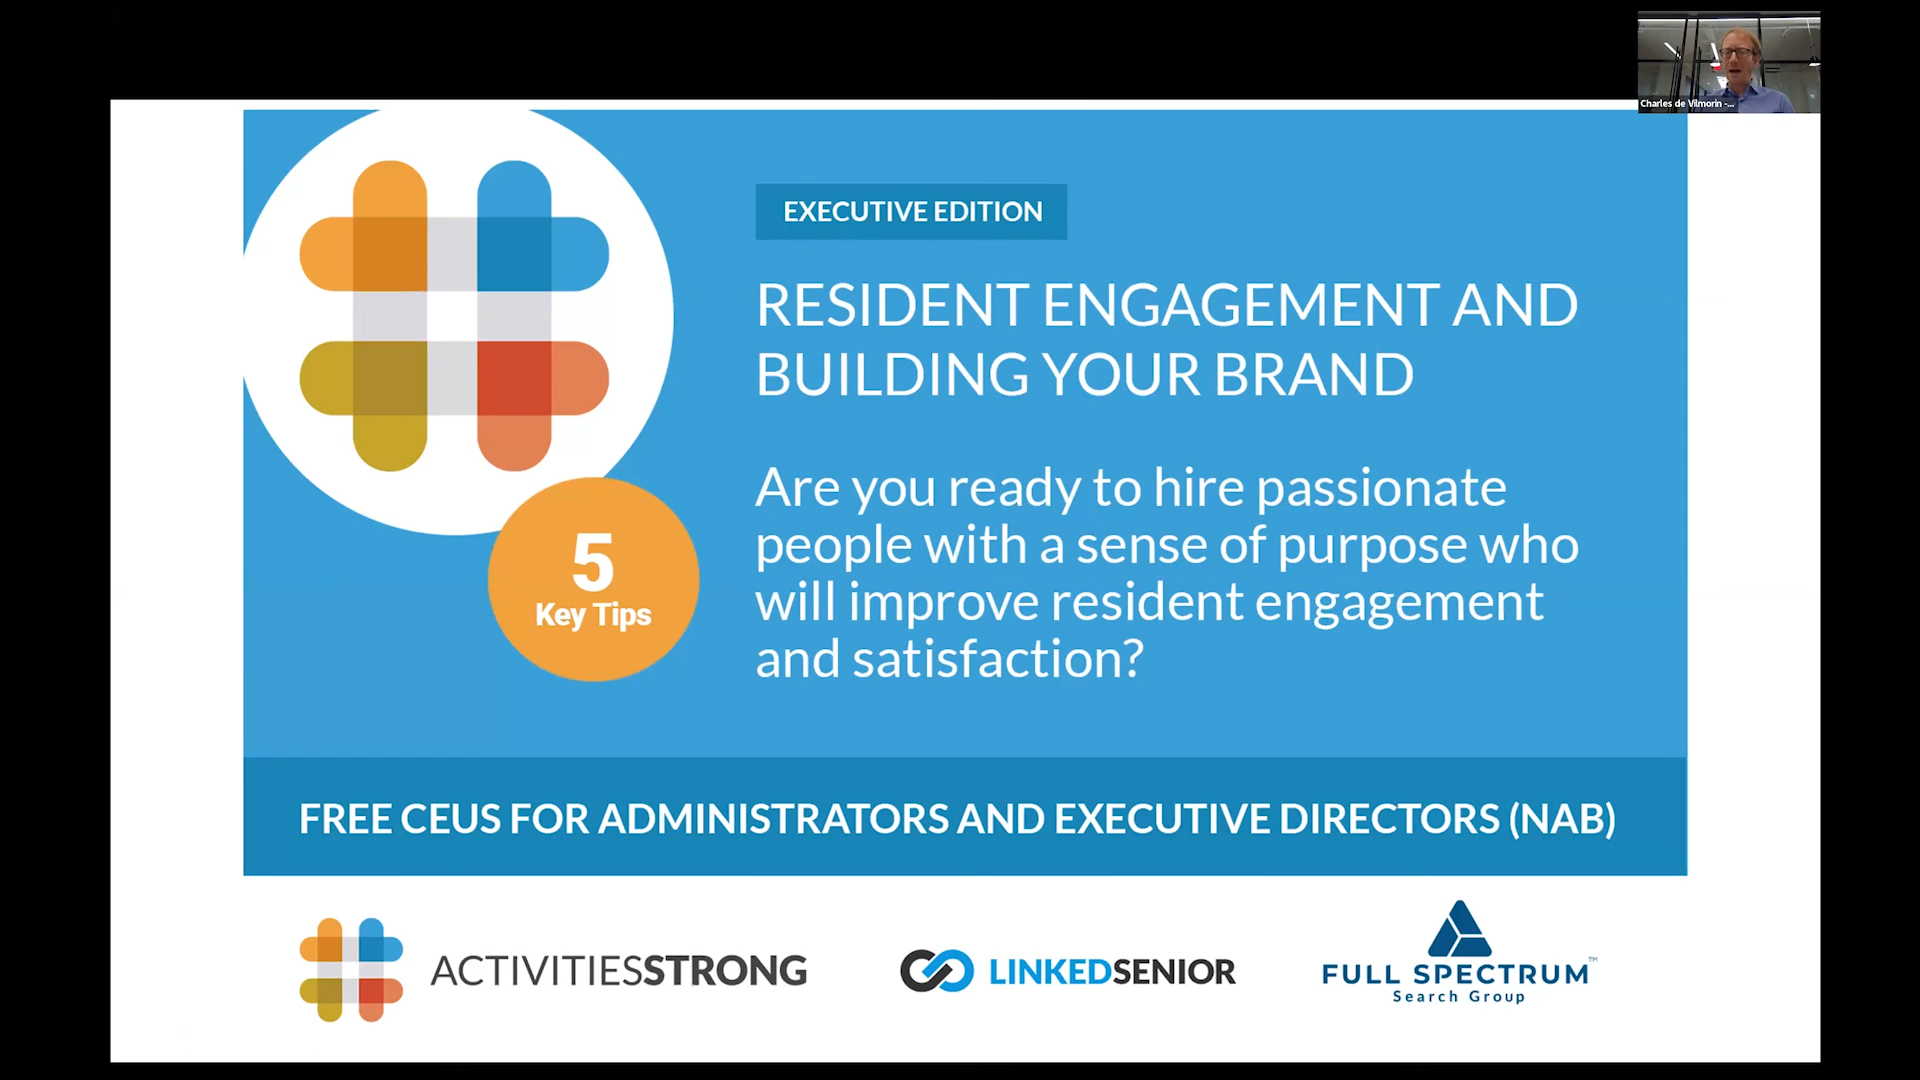 Charles de Vilmorin -...
EXECUTIVE EDITION
RESIDENT ENGAGEMENT AND
BUILDING YOUR BRAND
Are you ready to hire passionate
people with a sense of purpose who
will improve resident engagement
and satisfaction?
5
Key Tips
FREE CEUS FOR ADMINISTRATORS AND EXECUTIVE DIRECTORS (NAB)
ACTIVITIESSTRONG
LINKEDSENIOR
FULL SPECTRUM™
Search Group